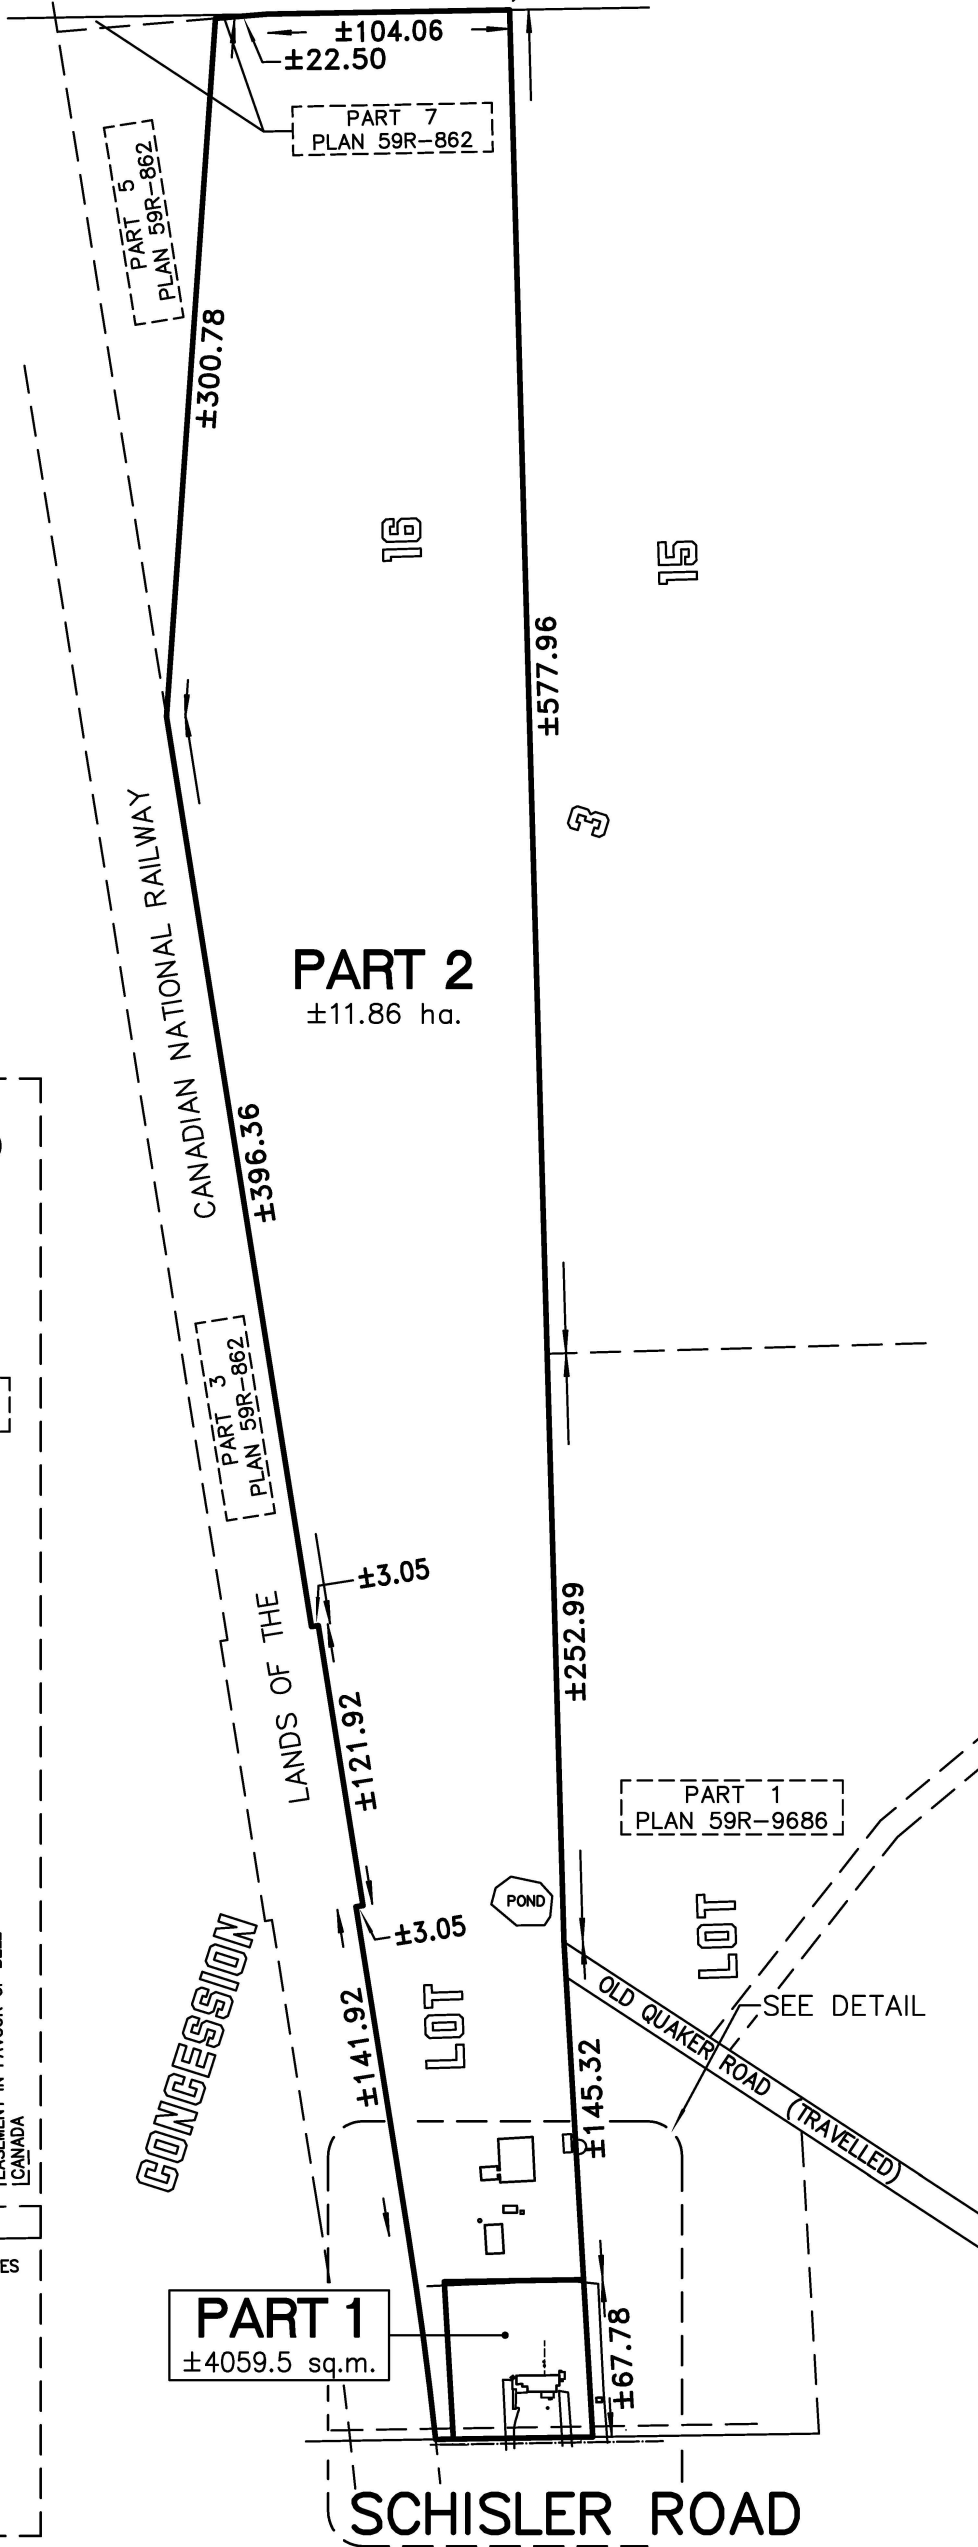 ±104.06
±22.50
PART 7
PLAN 59R-862
PART 5
PLAN 59R-862
±300.78
16
15
±577.96
3
CANADIAN NATIONAL RAILWAY
PART 2
±11.86 ha.
±396.36
PART 3
PLAN 59R-862
±3.05
LANDS OF THE
±252.99
±121.92
PART 1
PLAN 59R-9686
POND
±3.05
LOT
CONCESSION
LOT
SEE DETAIL
OLD QUAKER ROAD (TRAVELLED)
±141.92
±145.32
CANADA
ES
PART 1
±4059.5 sq.m.
±67.78
SCHISLER ROAD